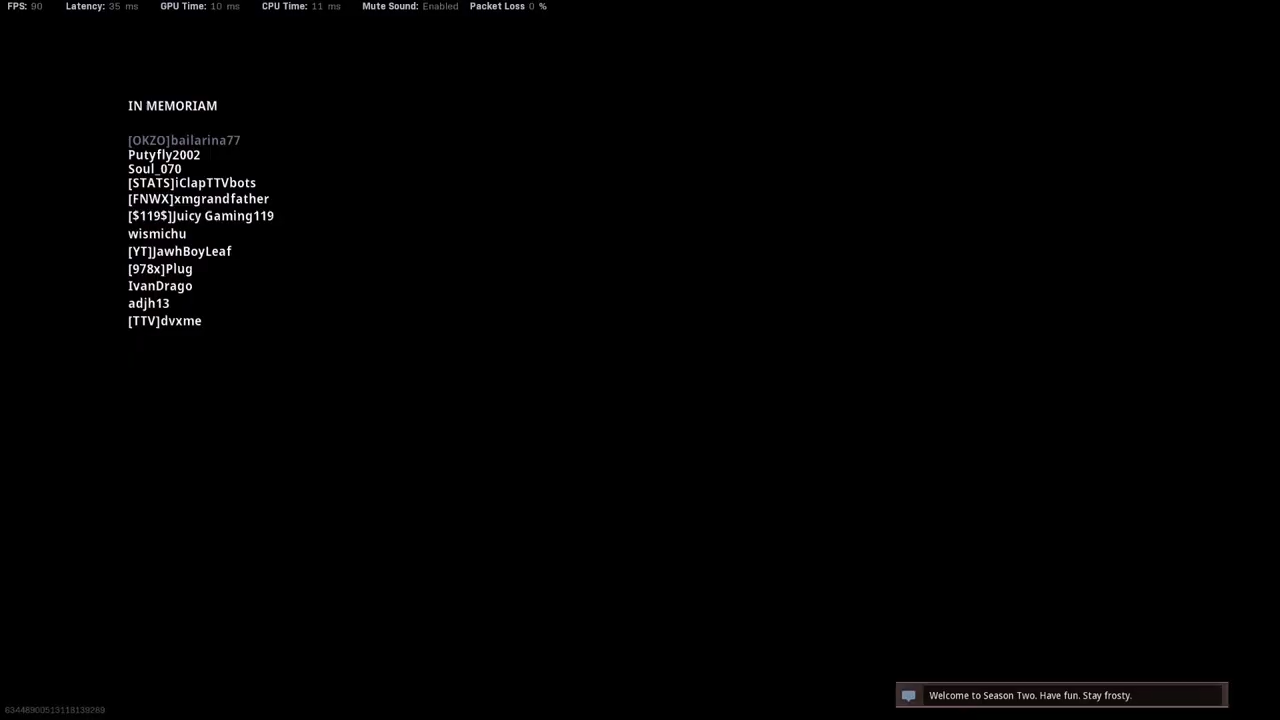 FPS: 90 Latency: 35 ms GPU Time: 10 ms CPU Time: 11 ms Mute Sound: Enabled Packet Loss 0 %
IN MEMORIAM
[OKZO]bailarina77
Putyfly2002
Soul_070
[STATS]iClapTTVbots
[FNWX]xmgrandfather
[$119$]Juicy Gaming119
wismichu
[YT]JawhBoyLeaf
[978x]Plug
IvanDrago
adjh13
[TTV]dvxme
Welcome to Season Two. Have fun. Stay frosty.